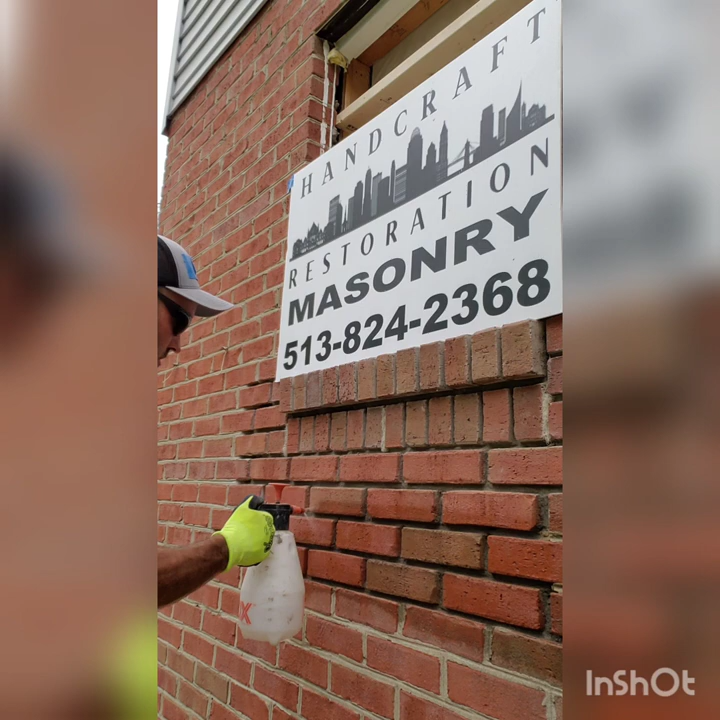 HANDCRAFT
RESTORATION
MASONRY
513-824-2368
X
InShOt